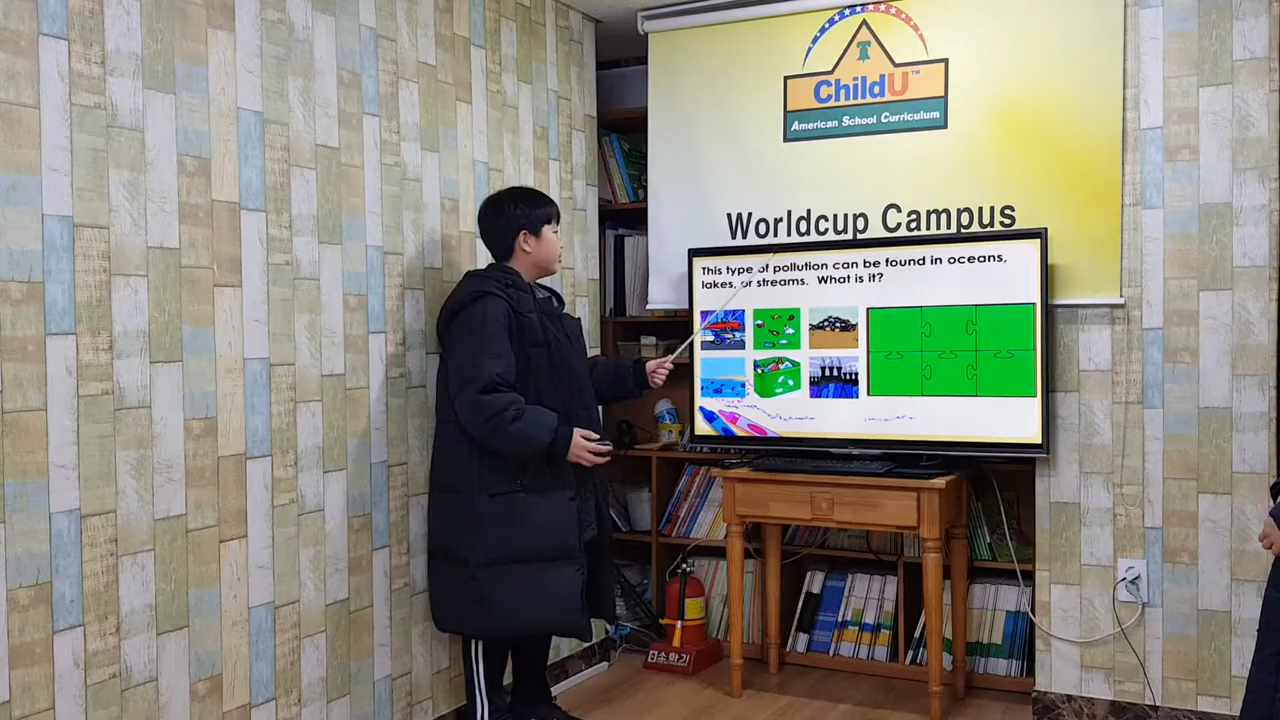 ChildU™
American School Curriculum
Worldcup Campus
This type of pollution can be found in oceans,
lakes, or streams. What is it?
소화기